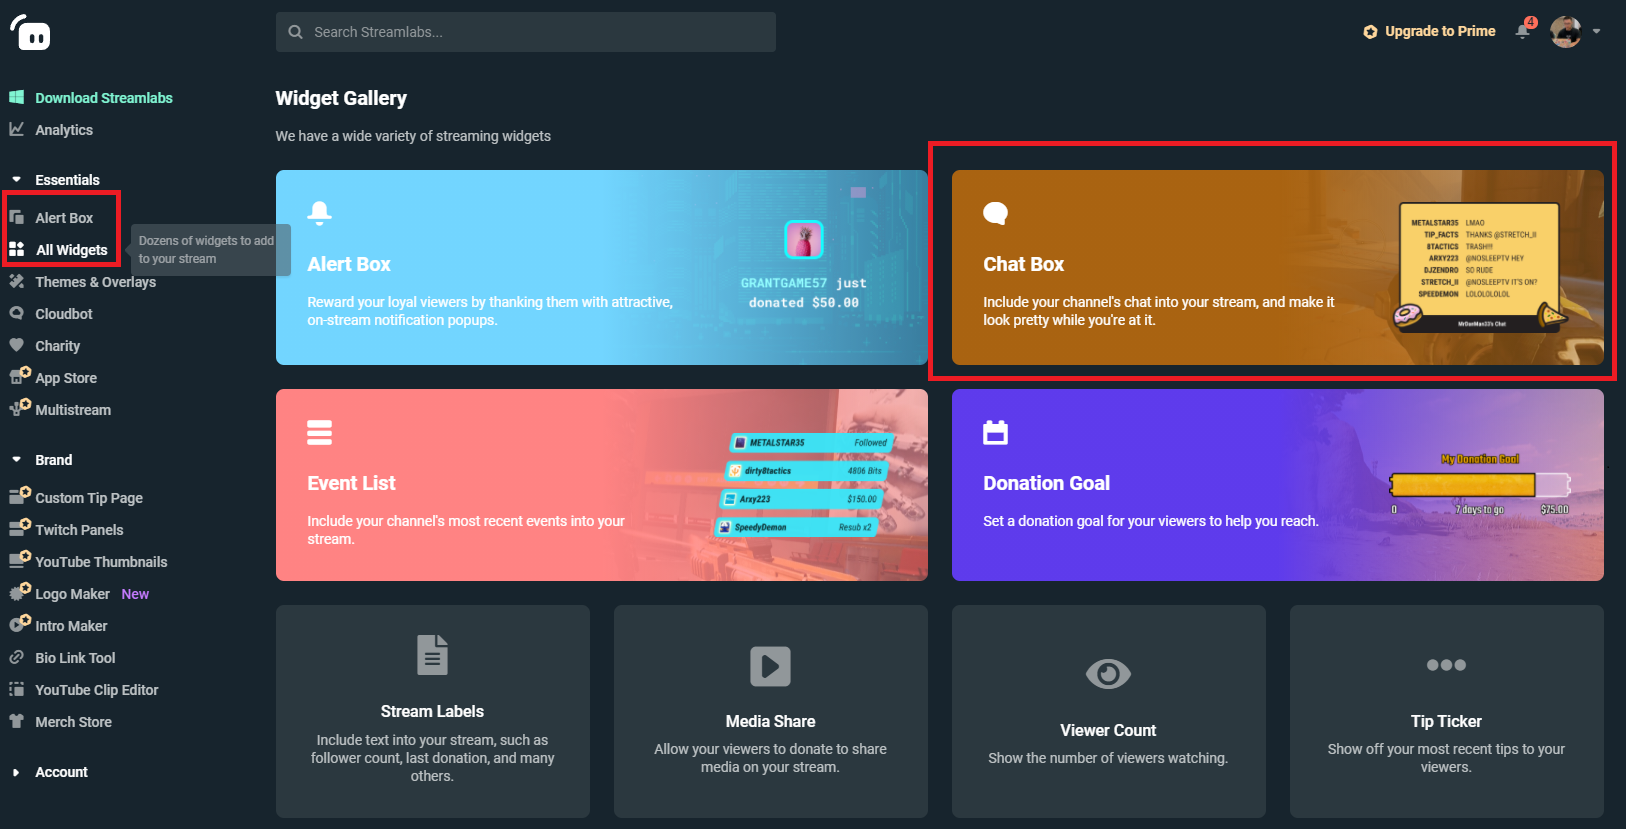 Search Streamlabs...
Upgrade to Prime
4
Download Streamlabs
Analytics
Essentials
Alert Box
All Widgets
Dozens of widgets to add
to your stream
Themes & Overlays
Cloudbot
Charity
App Store
Multistream
Brand
Custom Tip Page
Twitch Panels
YouTube Thumbnails
Logo Maker New
Intro Maker
Bio Link Tool
YouTube Clip Editor
Merch Store
Account
Widget Gallery
We have a wide variety of streaming widgets
Alert Box
Reward your loyal viewers by thanking them with attractive,
on-stream notification popups.
GRANTGAME57 just
donated $50.00
Chat Box
Include your channel's chat into your stream, and make it
look pretty while you're at it.
METALSTAR35 LMAO
TIP_FACTS THANKS @STRETCH_II
8TACTICS TRASH!!!
ARXY223 @NOSLEEPTV HEY
DJZENDRO SO RUDE
STRETCH_II @NOSLEEPTV IT'S ON?
SPEEDEMON LOLOLOLOLOL
MrDonMan33's Chat
Event List
Include your channel's most recent events into your
stream.
METALSTAR35 Followed
dirty8tactics 4806 Bits
Arxy223 $150.00
SpeedyDemon Resub x2
Donation Goal
Set a donation goal for your viewers to help you reach.
My Donation Goal
0 7 days to go $75.00
Stream Labels
Include text into your stream, such as
follower count, last donation, and many
others.
Media Share
Allow your viewers to donate to share
media on your stream.
Viewer Count
Show the number of viewers watching.
Tip Ticker
Show off your most recent tips to your
viewers.